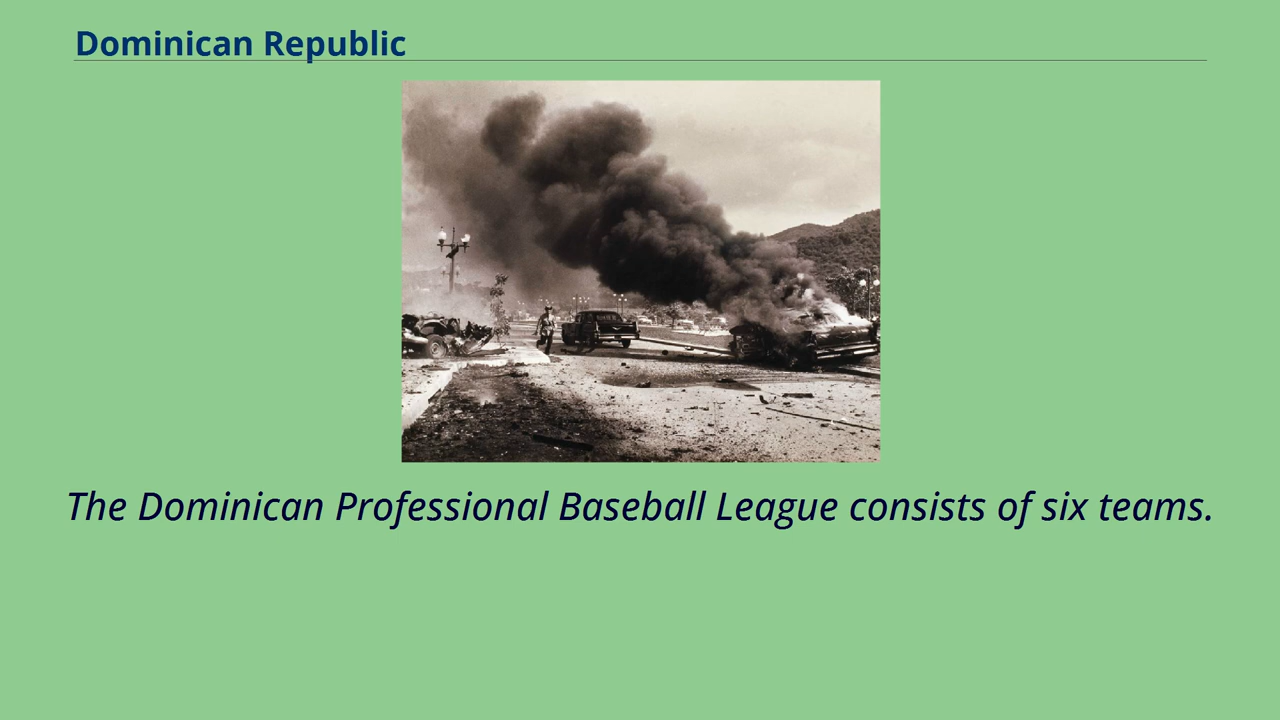 Dominican Republic
The Dominican Professional Baseball League consists of six teams.